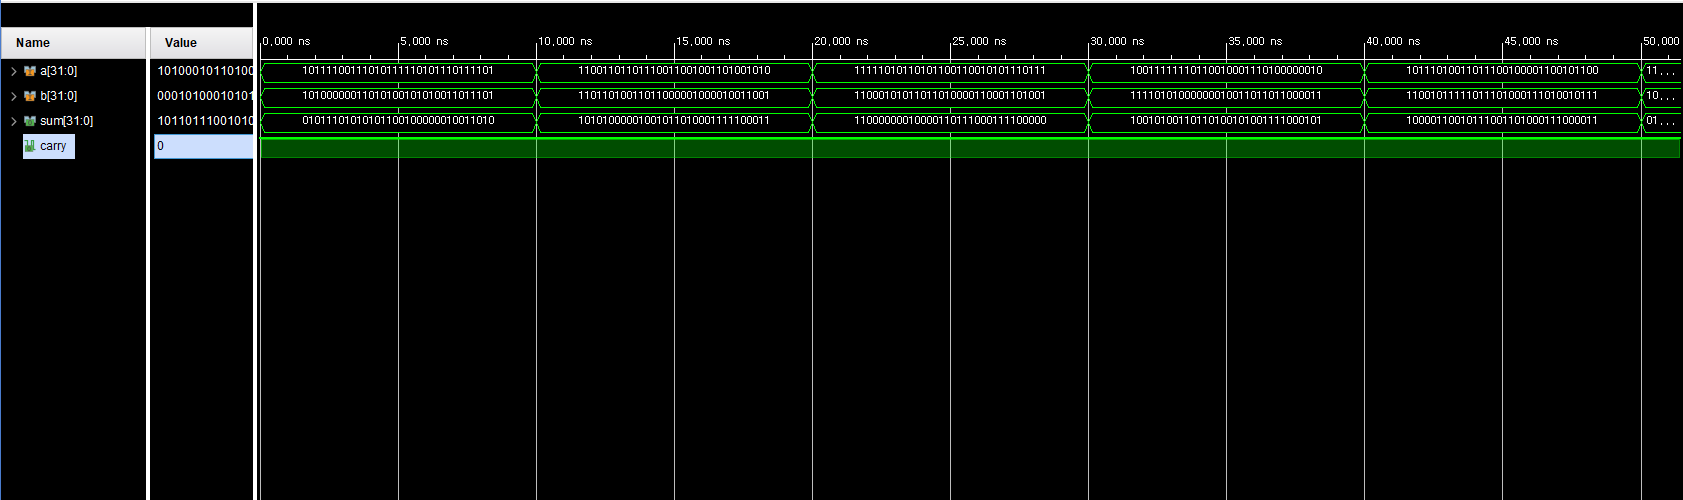 Name Value
0,000 ns 5,000 ns 10,000 ns 15,000 ns 20,000 ns 25,000 ns 30,000 ns 35,000 ns 40,000 ns 45,000 ns 50,000
a[31:0] 10100010110100 10111100111010111110101110111101 11001101101110011001001101001010 11111010110101100110010101110111 10011111110110010001110100000010 10111010011011100100001100101100 11...
b[31:0] 00010100010101 10100000011010100101010011011101 11011010011011000001000010011001 11000101011011010000110001101001 11110101000000010011011011000011 11001011111011101000111010010111 10...
sum[31:0] 10110111001010 01011101010101100100000010011010 10101000001001011010001111100011 11000000010000110111000111100000 10010100110110100101001111000101 10000110010111001101000111000011 01...
carry 0